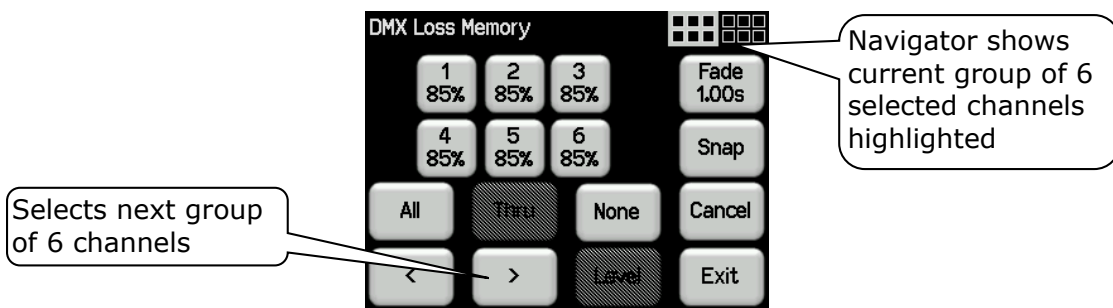 DMX Loss Memory
Navigator shows
current group of 6
selected channels
highlighted
1 2 3 Fade
85% 85% 85% 1.00s
4 5 6 Snap
85% 85% 85%
Selects next group
of 6 channels
All Thru None Cancel
< > Level Exit